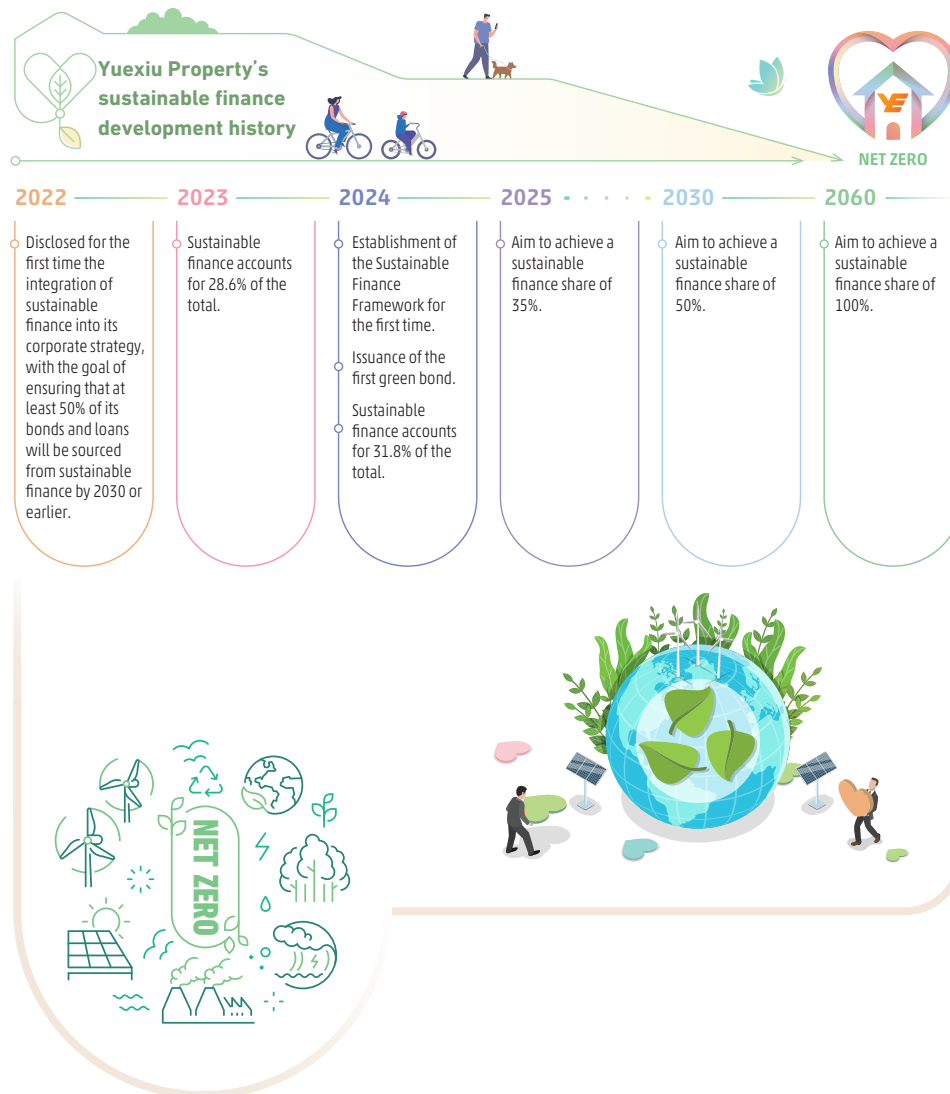 Yuexiu Property's
sustainable finance
development history
NET ZERO
2022
2023
2024
2025
2030
2060
Disclosed for the
first time the
integration of
sustainable
finance into its
corporate strategy,
with the goal of
ensuring that at
least 50% of its
bonds and loans
will be sourced
from sustainable
finance by 2030 or
earlier.
Sustainable
finance accounts
for 28.6% of the
total.
Establishment of
the Sustainable
Finance
Framework for
the first time.
Issuance of the
first green bond.
Sustainable
finance accounts
for 31.8% of the
total.
Aim to achieve a
sustainable
finance share of
35%.
Aim to achieve a
sustainable
finance share of
50%.
Aim to achieve a
sustainable
finance share of
100%.
NET ZERO